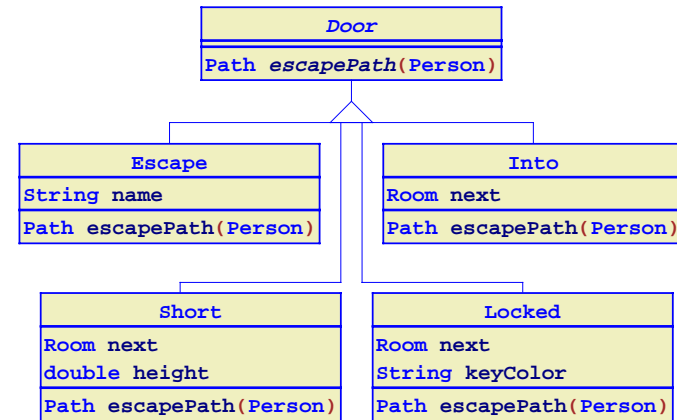 Door
Path escapePath(Person)
Escape
String name
Path escapePath(Person)
Into
Room next
Path escapePath(Person)
Short
Room next
double height
Path escapePath(Person)
Locked
Room next
String keyColor
Path escapePath(Person)